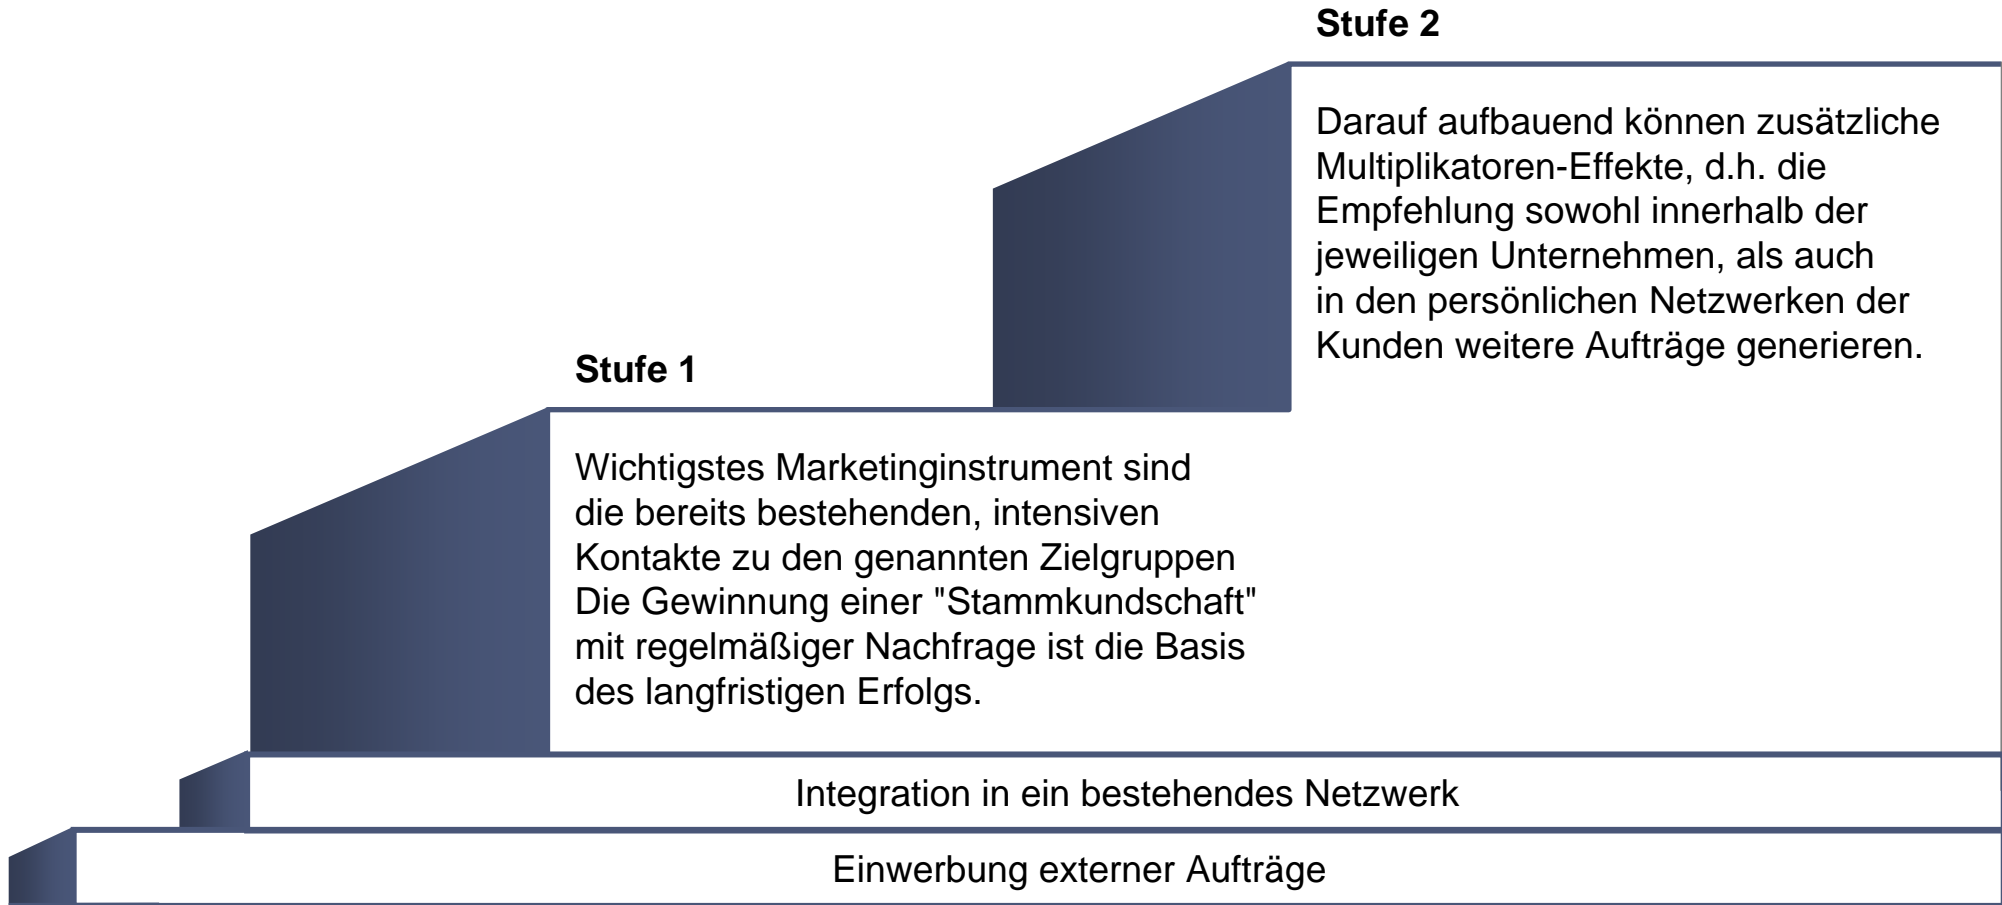 Stufe 2
Darauf aufbauend können zusätzliche
Multiplikatoren-Effekte, d.h. die
Empfehlung sowohl innerhalb der
jeweiligen Unternehmen, als auch
in den persönlichen Netzwerken der
Kunden weitere Aufträge generieren.
Stufe 1
Wichtigstes Marketinginstrument sind
die bereits bestehenden, intensiven
Kontakte zu den genannten Zielgruppen
Die Gewinnung einer "Stammkundschaft"
mit regelmäßiger Nachfrage ist die Basis
des langfristigen Erfolgs.
Integration in ein bestehendes Netzwerk
Einwerbung externer Aufträge